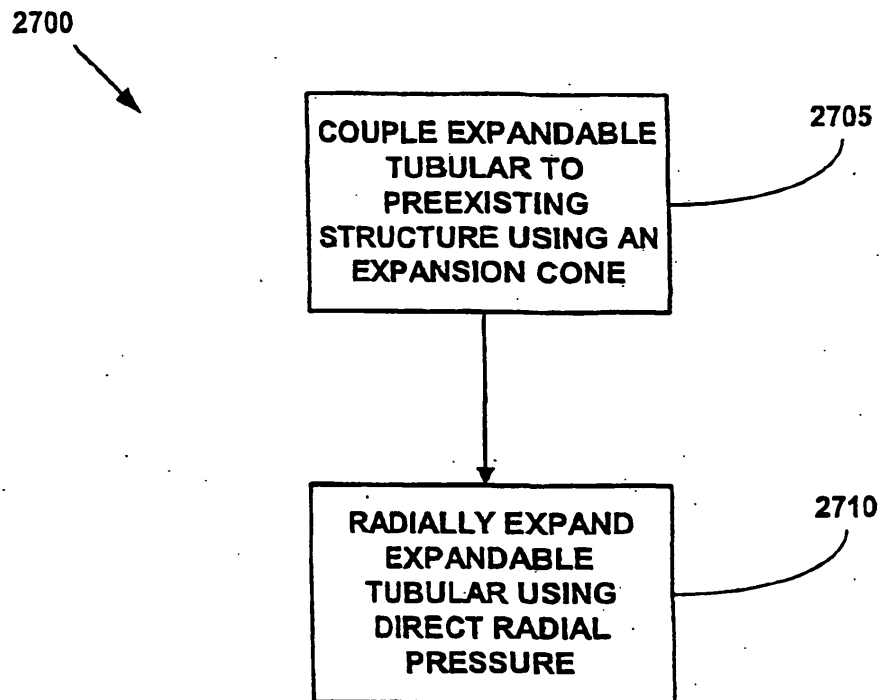 2700
COUPLE EXPANDABLE
TUBULAR TO
PREEXISTING
STRUCTURE USING AN
EXPANSION CONE
2705
RADIALLY EXPAND
EXPANDABLE
TUBULAR USING
DIRECT RADIAL
PRESSURE
2710